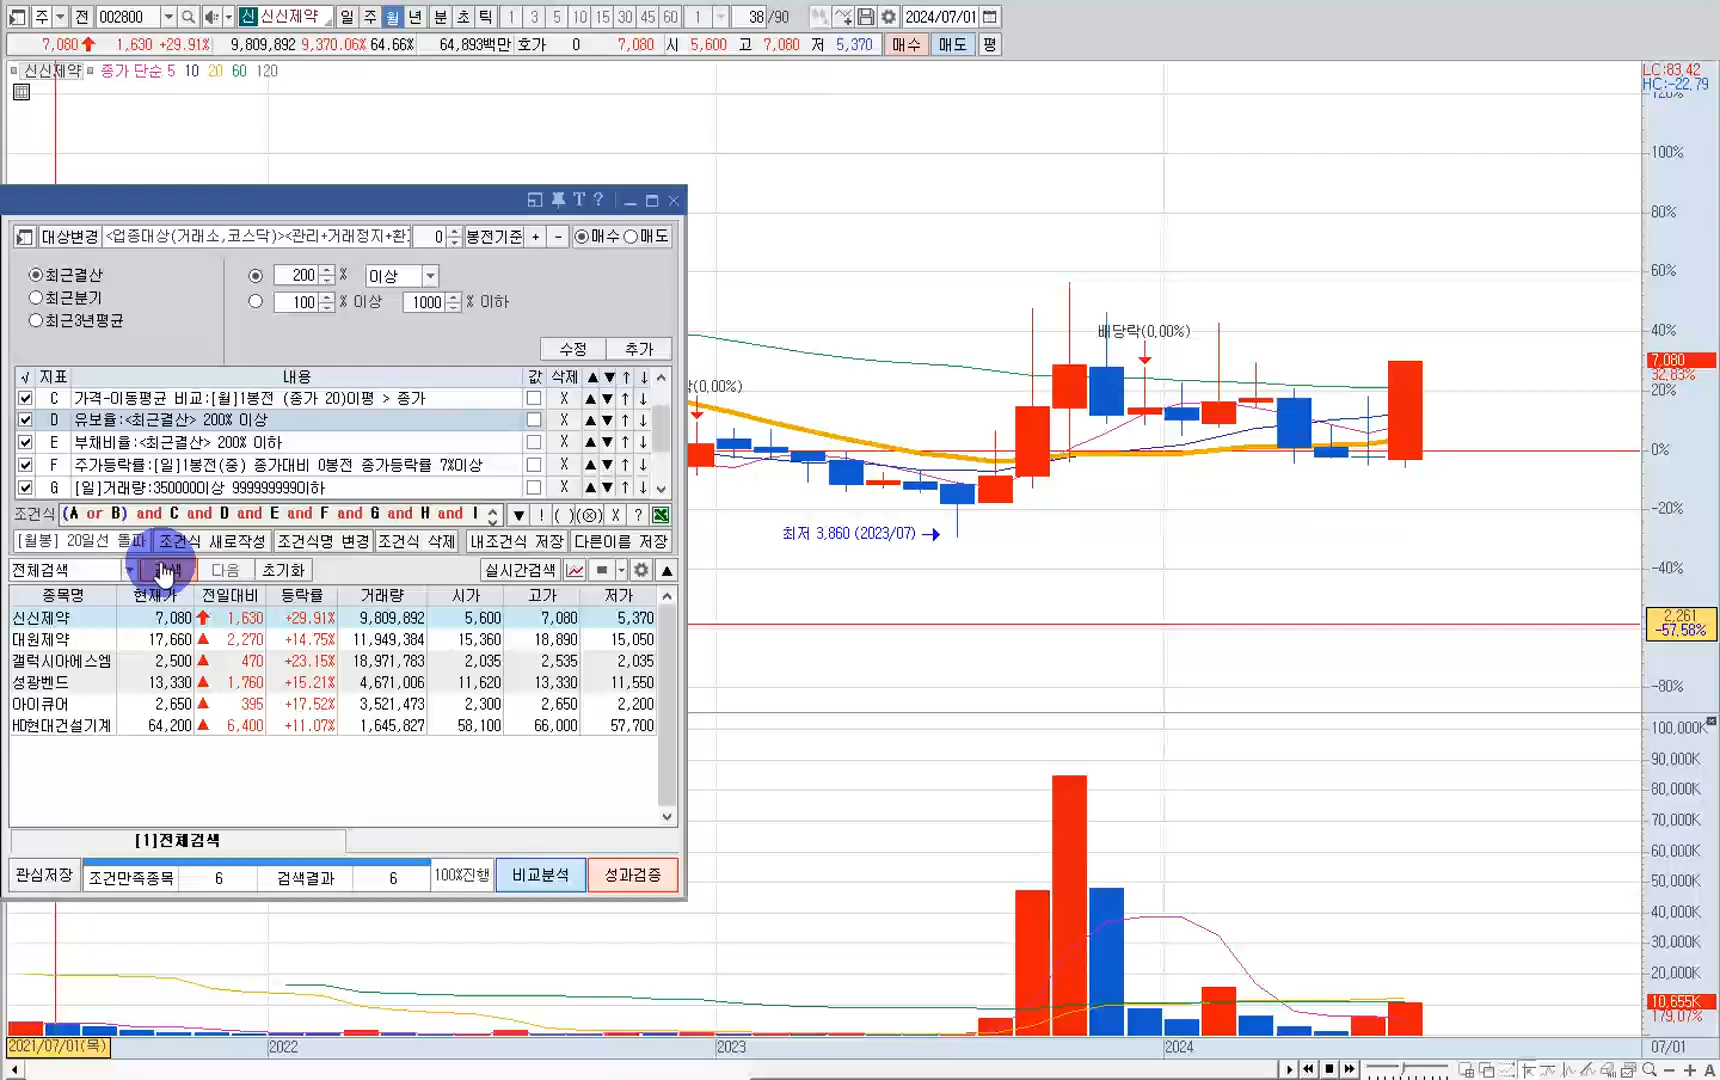 주 전 002800 신 신신제약 일 주 월 년 분 초 틱 1 3 5 10 15 30 45 60 1 38 /90 2024/07/01
7,080 1,630 +29.91% 9,809,892 9,370.06% 64.66% 64,893백만 호가 0 7,080 시 5,600 고 7,080 저 5,370 매수 매도 평
신신제약 종가 단순 5 10 20 60 120
LC:83.42
HC:-22.79
120%
100%
80%
60%
40%
7,080
32.83%
20%
0%
-20%
-40%
2,261
-57.58%
-80%
배당락(0.00%)
(0.00%)
최저 3,860 (2023/07)
T ?
대상변경 <업종대상(거래소,코스닥)><관리+거래정지+환 0 봉전기준 + - 매수 매도
최근결산 200 % 이상
최근분기 100 % 이상 1000 % 이하
최근3년평균
수정 추가
√ 지표 내용 값 삭제 ▲ ▼ ↑ ↓
C 가격-이동평균 비교:[월]1봉전 (종가 20)이평 > 종가 X ▲ ▼ ↑ ↓
D 유보율:<최근결산> 200% 이상 X ▲ ▼ ↑ ↓
E 부채비율:<최근결산> 200% 이하 X ▲ ▼ ↑ ↓
F 주가등락률:[일]1봉전(중) 종가대비 0봉전 종가등락률 7%이상 X ▲ ▼ ↑ ↓
G [일]거래량:3500000이상 9999999990이하 X ▲ ▼ ↑ ↓
조건식 (A or B) and C and D and E and F and G and H and I ▼ ! ( ) (⊗) X ?
[월봉] 20일선 돌파 조건식 새로작성 조건식명 변경 조건식 삭제 내조건식 저장 다른이름 저장
전체검색 검색 다음 초기화 실시간검색
종목명 현재가 전일대비 등락률 거래량 시가 고가 저가
신신제약 7,080 1,630 +29.91% 9,809,892 5,600 7,080 5,370
대원제약 17,660 ▲ 2,270 +14.75% 11,949,384 15,360 18,890 15,050
갤럭시아에스엠 2,500 ▲ 470 +23.15% 18,971,783 2,035 2,535 2,035
성광벤드 13,330 ▲ 1,760 +15.21% 4,671,006 11,620 13,330 11,550
아이큐어 2,650 ▲ 395 +17.52% 3,521,473 2,300 2,650 2,200
HD현대건설기계 64,200 ▲ 6,400 +11.07% 1,645,827 58,100 66,000 57,700
[1]전체검색
관심저장 조건만족종목 6 검색결과 6 100%진행 비교분석 성과검증
100,000K
90,000K
80,000K
70,000K
60,000K
50,000K
40,000K
30,000K
20,000K
10,655K
179.07%
2021/07/01(목) 2022 2023 2024 07/01
A